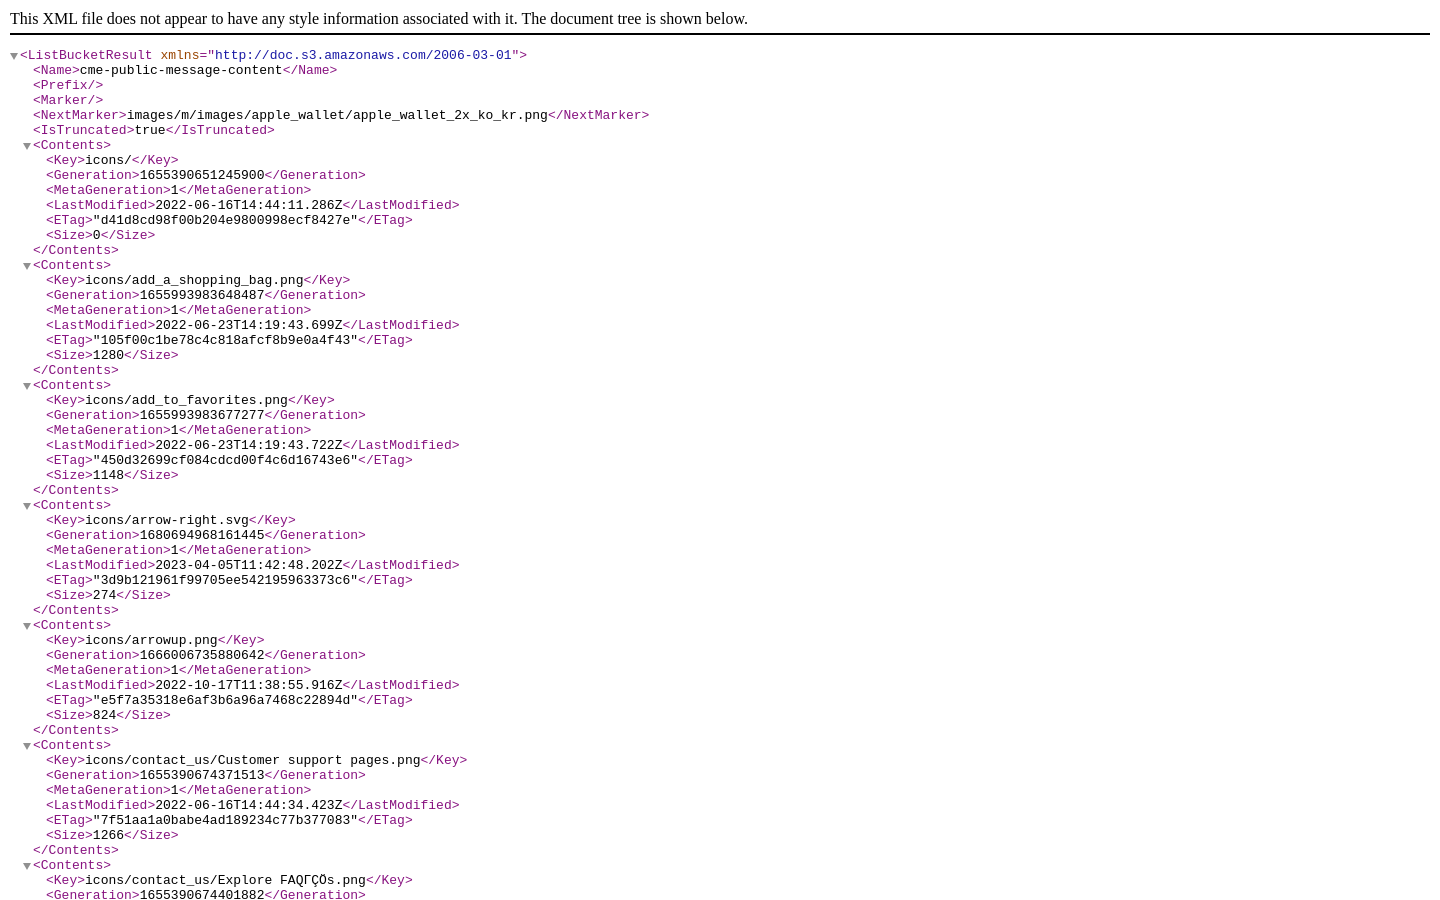 This XML file does not appear to have any style information associated with it. The document tree is shown below.
<ListBucketResult xmlns="http://doc.s3.amazonaws.com/2006-03-01">
<Name>cme-public-message-content</Name>
<Prefix/>
<Marker/>
<NextMarker>images/m/images/apple_wallet/apple_wallet_2x_ko_kr.png</NextMarker>
<IsTruncated>true</IsTruncated>
<Contents>
<Key>icons/</Key>
<Generation>1655390651245900</Generation>
<MetaGeneration>1</MetaGeneration>
<LastModified>2022-06-16T14:44:11.286Z</LastModified>
<ETag>"d41d8cd98f00b204e9800998ecf8427e"</ETag>
<Size>0</Size>
</Contents>
<Contents>
<Key>icons/add_a_shopping_bag.png</Key>
<Generation>1655993983648487</Generation>
<MetaGeneration>1</MetaGeneration>
<LastModified>2022-06-23T14:19:43.699Z</LastModified>
<ETag>"105f00c1be78c4c818afcf8b9e0a4f43"</ETag>
<Size>1280</Size>
</Contents>
<Contents>
<Key>icons/add_to_favorites.png</Key>
<Generation>1655993983677277</Generation>
<MetaGeneration>1</MetaGeneration>
<LastModified>2022-06-23T14:19:43.722Z</LastModified>
<ETag>"450d32699cf084cdcd00f4c6d16743e6"</ETag>
<Size>1148</Size>
</Contents>
<Contents>
<Key>icons/arrow-right.svg</Key>
<Generation>1680694968161445</Generation>
<MetaGeneration>1</MetaGeneration>
<LastModified>2023-04-05T11:42:48.202Z</LastModified>
<ETag>"3d9b121961f99705ee542195963373c6"</ETag>
<Size>274</Size>
</Contents>
<Contents>
<Key>icons/arrowup.png</Key>
<Generation>1666006735880642</Generation>
<MetaGeneration>1</MetaGeneration>
<LastModified>2022-10-17T11:38:55.916Z</LastModified>
<ETag>"e5f7a35318e6af3b6a96a7468c22894d"</ETag>
<Size>824</Size>
</Contents>
<Contents>
<Key>icons/contact_us/Customer support pages.png</Key>
<Generation>1655390674371513</Generation>
<MetaGeneration>1</MetaGeneration>
<LastModified>2022-06-16T14:44:34.423Z</LastModified>
<ETag>"7f51aa1a0babe4ad189234c77b377083"</ETag>
<Size>1266</Size>
</Contents>
<Contents>
<Key>icons/contact_us/Explore FAQΓÇÖs.png</Key>
<Generation>1655390674401882</Generation>